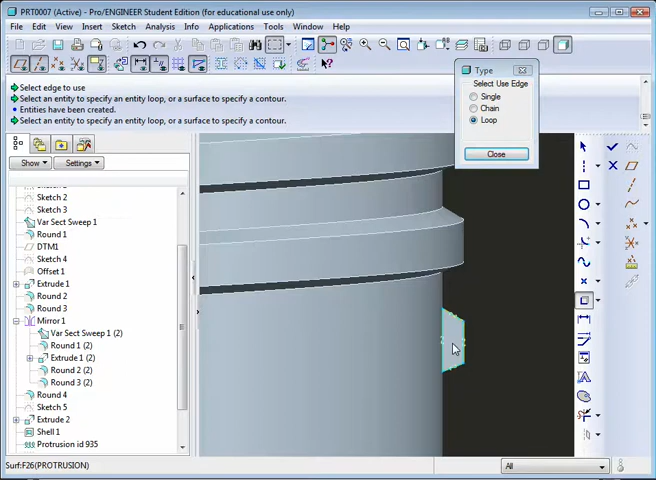 PRT0007 (Active) - Pro/ENGINEER Student Edition (for educational use only)
File Edit View Insert Sketch Analysis Info Applications Tools Window Help
Select edge to use
Select an entity to specify an entity loop, or a surface to specify a contour.
Entities have been created.
Select an entity to specify an entity loop, or a surface to specify a contour.
Type
Select Use Edge
Single
Chain
Loop
Close
Show
Settings
Sketch 2
Sketch 3
Var Sect Sweep 1
Round 1
DTM1
Sketch 4
Offset 1
Extrude 1
Round 2
Round 3
Mirror 1
Var Sect Sweep 1 (2)
Round 1 (2)
Extrude 1 (2)
Round 2 (2)
Round 3 (2)
Round 4
Sketch 5
Extrude 2
Shell 1
Protrusion id 935
Surf:F26(PROTRUSION)
All